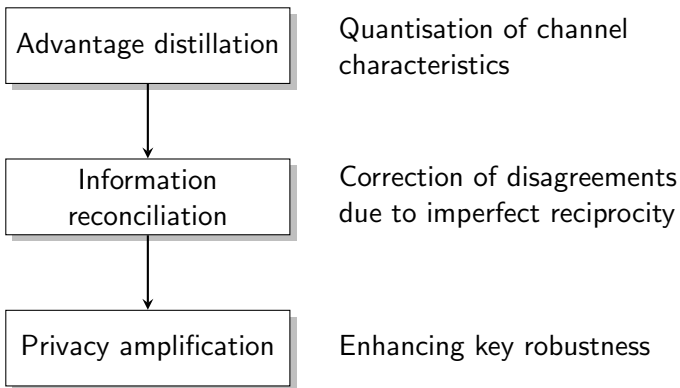 Advantage distillation
Quantisation of channel
characteristics
Information
reconciliation
Correction of disagreements
due to imperfect reciprocity
Privacy amplification
Enhancing key robustness